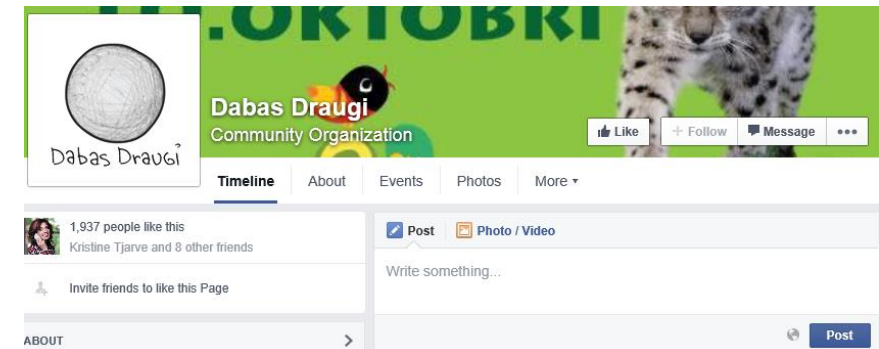 .OKTOBRI
Dabas Draugi
Dabas Draugi
Community Organization
Like
+ Follow
Message
Timeline
About
Events
Photos
More
1,937 people like this
Kristine Tjarve and 8 other friends
Invite friends to like this Page
ABOUT
Post
Photo / Video
Write something...
Post